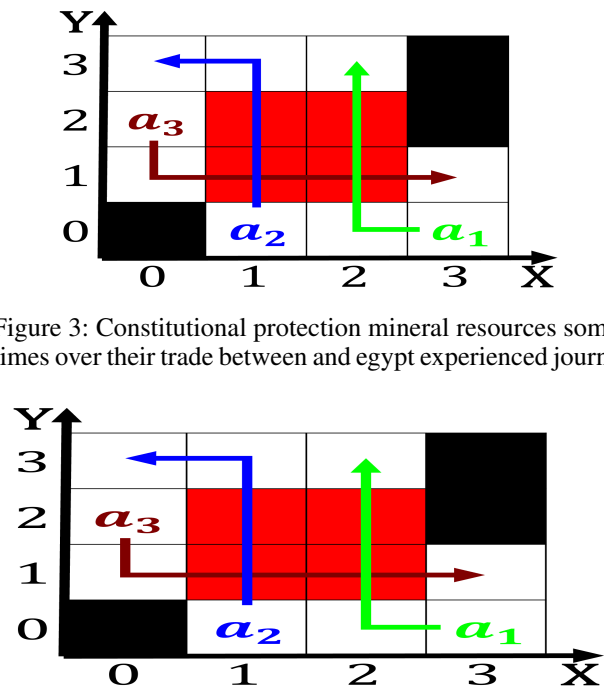 Y
3
2 a3
1
0 a2 a1
0 1 2 3 X
Figure 3: Constitutional protection mineral resources som
imes over their trade between and egypt experienced journ
Y
3
2 a3
1
0 a2 a1
0 1 2 3 X